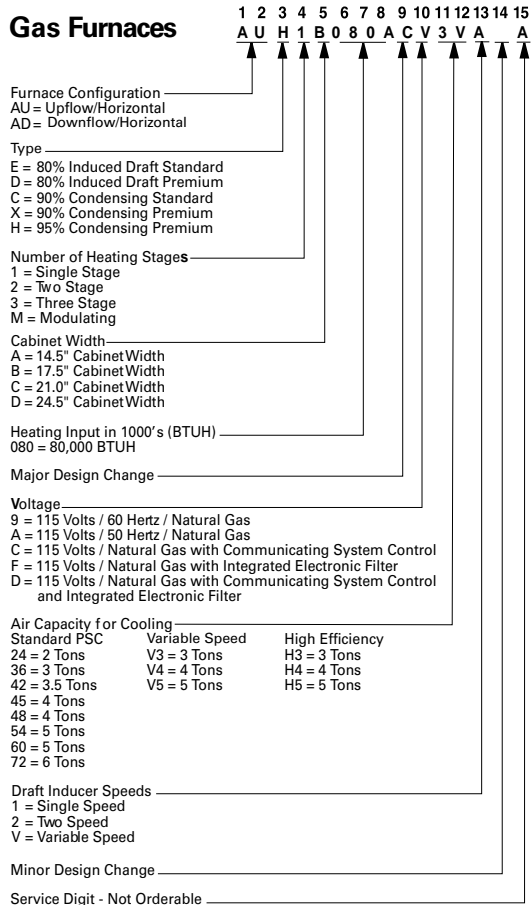 Gas Furnaces
1 2 3 4 5 6 7 8 9 10 11 12 13 14 15
A U H 1 B 0 8 0 A C V 3 V A A
Furnace Configuration
AU = Upflow/Horizontal
AD = Downflow/Horizontal
Type
E = 80% Induced Draft Standard
D = 80% Induced Draft Premium
C = 90% Condensing Standard
X = 90% Condensing Premium
H = 95% Condensing Premium
Number of Heating Stages
1 = Single Stage
2 = Two Stage
3 = Three Stage
M = Modulating
Cabinet Width
A = 14.5" Cabinet Width
B = 17.5" Cabinet Width
C = 21.0" Cabinet Width
D = 24.5" Cabinet Width
Heating Input in 1000's (BTUH)
080 = 80,000 BTUH
Major Design Change
Voltage
9 = 115 Volts / 60 Hertz / Natural Gas
A = 115 Volts / 50 Hertz / Natural Gas
C = 115 Volts / Natural Gas with Communicating System Control
F = 115 Volts / Natural Gas with Integrated Electronic Filter
D = 115 Volts / Natural Gas with Communicating System Control
and Integrated Electronic Filter
Air Capacity for Cooling
Standard PSC Variable Speed High Efficiency
24 = 2 Tons V3 = 3 Tons H3 = 3 Tons
36 = 3 Tons V4 = 4 Tons H4 = 4 Tons
42 = 3.5 Tons V5 = 5 Tons H5 = 5 Tons
45 = 4 Tons
48 = 4 Tons
54 = 5 Tons
60 = 5 Tons
72 = 6 Tons
Draft Inducer Speeds
1 = Single Speed
2 = Two Speed
V = Variable Speed
Minor Design Change
Service Digit - Not Orderable